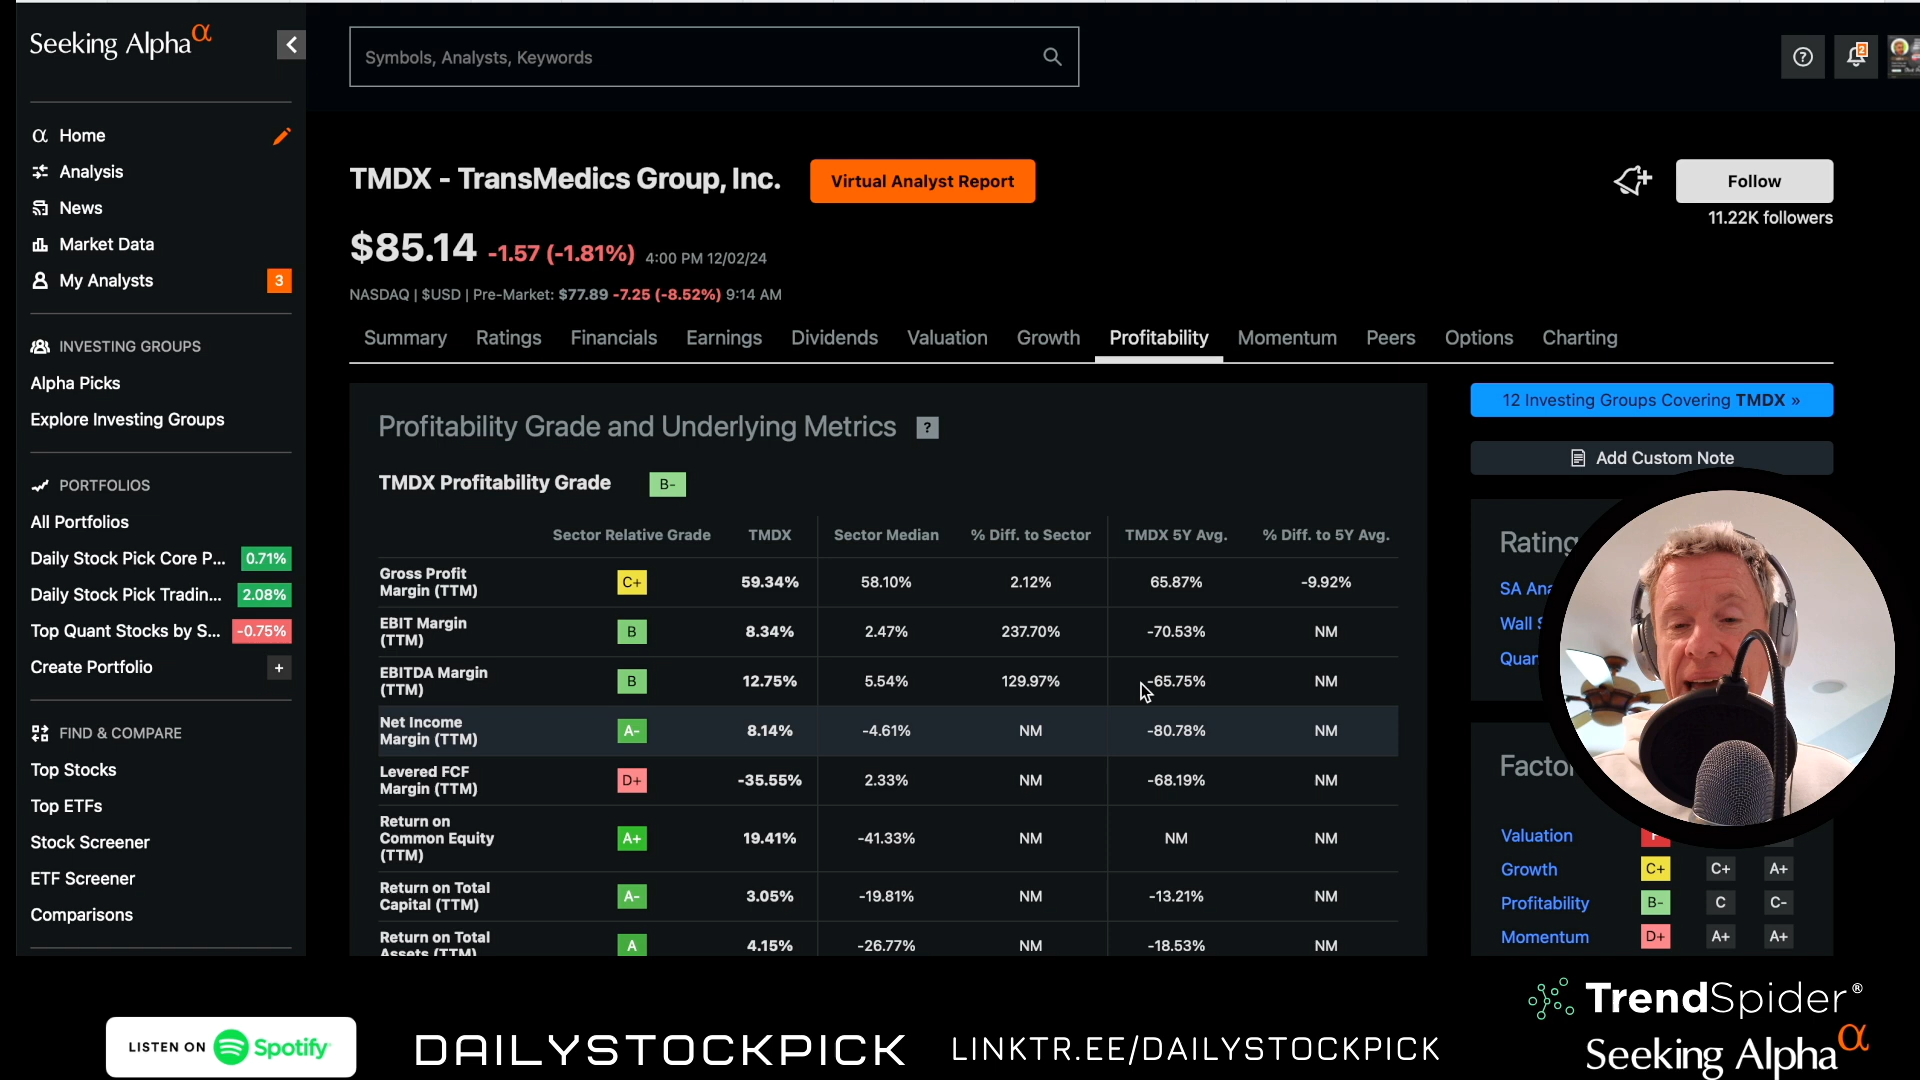 Seeking Alpha α
Symbols, Analysts, Keywords
2
Home
Analysis
News
Market Data
My Analysts 3
INVESTING GROUPS
Alpha Picks
Explore Investing Groups
PORTFOLIOS
All Portfolios
Daily Stock Pick Core P... 0.71%
Daily Stock Pick Tradin... 2.08%
Top Quant Stocks by S... -0.75%
Create Portfolio +
FIND & COMPARE
Top Stocks
Top ETFs
Stock Screener
ETF Screener
Comparisons
TMDX - TransMedics Group, Inc. Virtual Analyst Report
Follow
11.22K followers
$85.14 -1.57 (-1.81%) 4:00 PM 12/02/24
NASDAQ | $USD | Pre-Market: $77.89 -7.25 (-8.52%) 9:14 AM
Summary Ratings Financials Earnings Dividends Valuation Growth Profitability Momentum Peers Options Charting
Profitability Grade and Underlying Metrics ?
TMDX Profitability Grade B-
Sector Relative Grade TMDX Sector Median % Diff. to Sector TMDX 5Y Avg. % Diff. to 5Y Avg.
Gross Profit
Margin (TTM) C+ 59.34% 58.10% 2.12% 65.87% -9.92%
EBIT Margin
(TTM) B 8.34% 2.47% 237.70% -70.53% NM
EBITDA Margin
(TTM) B 12.75% 5.54% 129.97% -65.75% NM
Net Income
Margin (TTM) A- 8.14% -4.61% NM -80.78% NM
Levered FCF
Margin (TTM) D+ -35.55% 2.33% NM -68.19% NM
Return on
Common Equity
(TTM) A+ 19.41% -41.33% NM NM NM
Return on Total
Capital (TTM) A- 3.05% -19.81% NM -13.21% NM
Return on Total
Assets (TTM) A 4.15% -26.77% NM -18.53% NM
12 Investing Groups Covering TMDX »
Add Custom Note
Rating
SA Ana
Wall S
Quan
Factor
Valuation
Growth C+ C+ A+
Profitability B- C C-
Momentum D+ A+ A+
LISTEN ON Spotify
DAILYSTOCKPICK
LINKTR.EE/DAILYSTOCKPICK
TrendSpider®
Seeking Alpha α